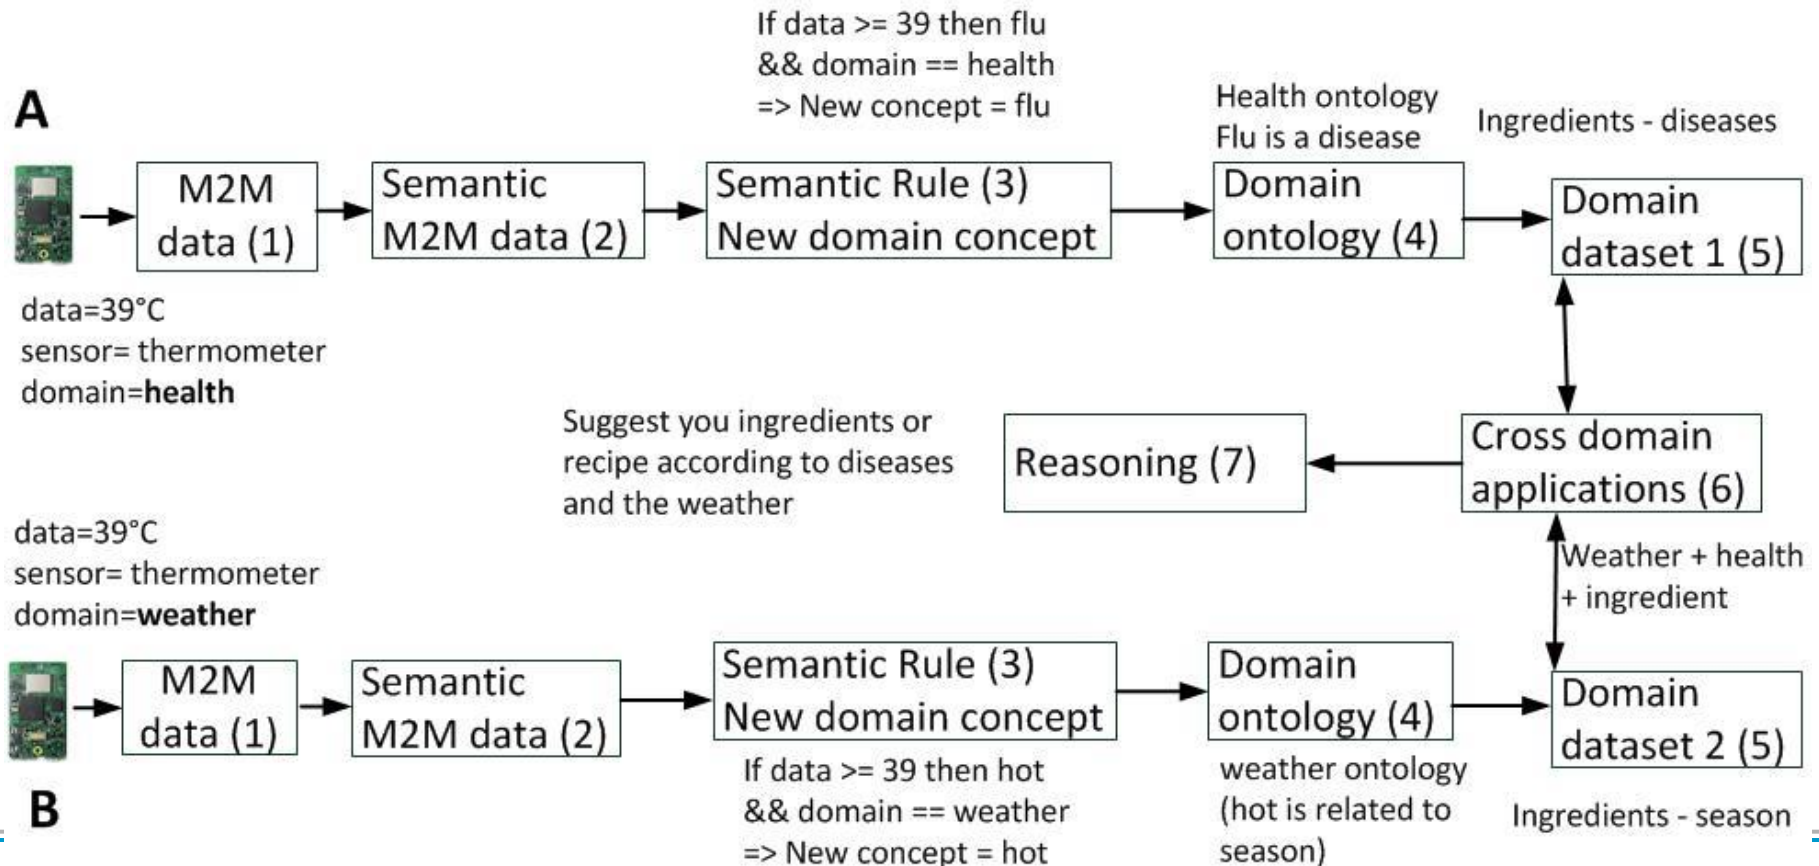 If data >= 39 then flu
&& domain == health
=> New concept = flu
A
Health ontology
Flu is a disease
Ingredients - diseases
M2M
data (1)
Semantic
M2M data (2)
Semantic Rule (3)
New domain concept
Domain
ontology (4)
Domain
dataset 1 (5)
data=39°C
sensor= thermometer
domain=health
Suggest you ingredients or
recipe according to diseases
and the weather
Reasoning (7)
Cross domain
applications (6)
Weather + health
+ ingredient
data=39°C
sensor= thermometer
domain=weather
M2M
data (1)
Semantic
M2M data (2)
Semantic Rule (3)
New domain concept
Domain
ontology (4)
Domain
dataset 2 (5)
B
If data >= 39 then hot
&& domain == weather
=> New concept = hot
weather ontology
(hot is related to
season)
Ingredients - season